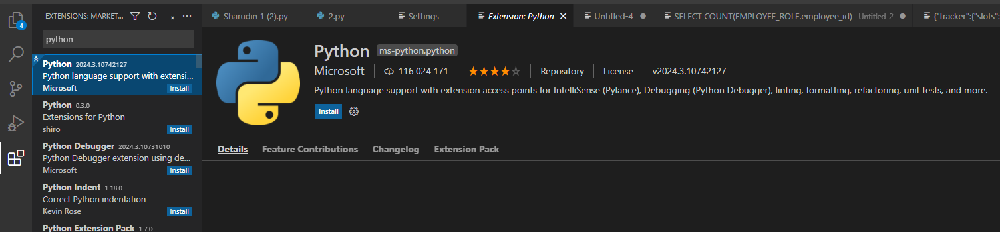 EXTENSIONS: MARKET...
Sharudin 1 (2).py
2.py
Settings
Extension: Python
Untitled-4
SELECT COUNT(EMPLOYEE_ROLE.employee_id) Untitled-2
{"tracker":{"slots":
4
python
Python 2024.3.10742127
Python language support with extensi...
Microsoft Install
Python 0.3.0
Extensions for Python
shiro Install
Python Debugger 2024.3.10731010
Python Debugger extension using de...
Microsoft Install
Python Indent 1.18.0
Correct Python indentation
Kevin Rose Install
Python Extension Pack 1.7.0
Python ms-python.python
Microsoft 116 024 171 Repository License v2024.3.10742127
Python language support with extension access points for IntelliSense (Pylance), Debugging (Python Debugger), linting, formatting, refactoring, unit tests, and more.
Install
Details Feature Contributions Changelog Extension Pack